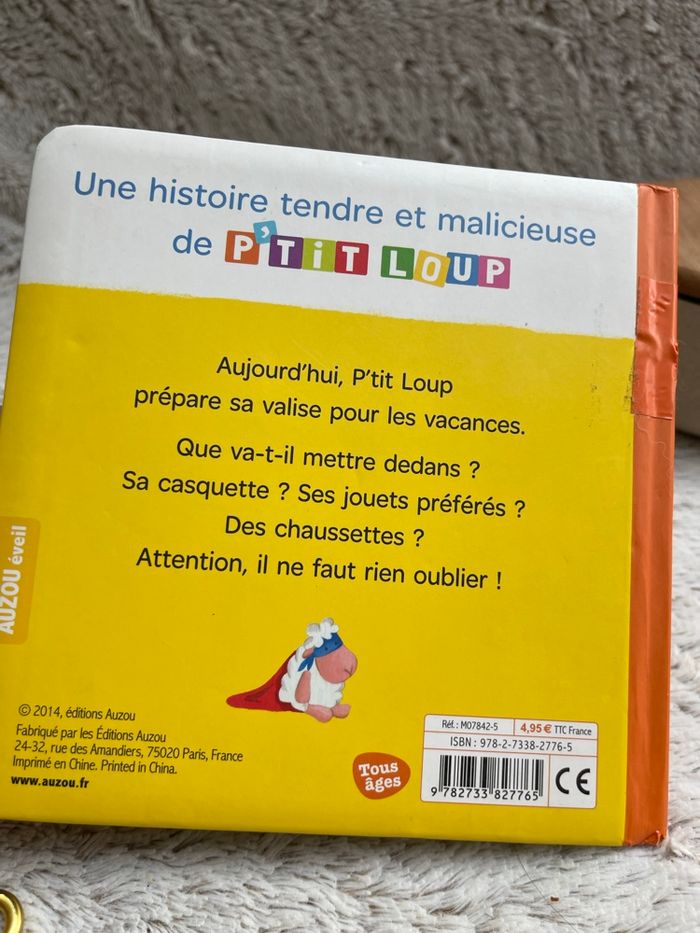 Une histoire tendre et malicieuse
de P'TiT LOUP
Aujourd'hui, P'tit Loup
prépare sa valise pour les vacances.
Que va-t-il mettre dedans ?
Sa casquette ? Ses jouets préférés ?
Des chaussettes ?
Attention, il ne faut rien oublier !
AUZOU éveil
© 2014, éditions Auzou
Fabriqué par les Éditions Auzou
24-32, rue des Amandiers, 75020 Paris, France
Imprimé en Chine. Printed in China.
www.auzou.fr
Tous
âges
Réf. : M07842-5 4,95 € TTC France
ISBN : 978-2-7338-2776-5
9 782733 827765
CE